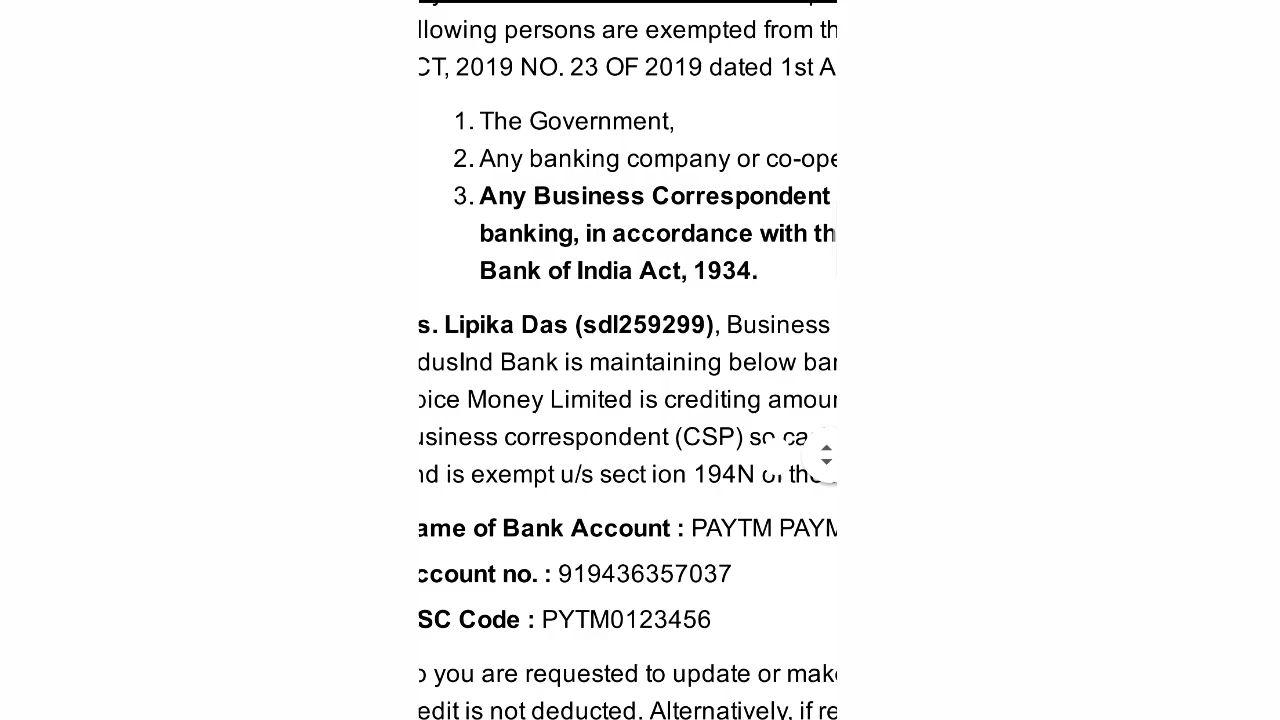 llowing persons are exempted from th
CT, 2019 NO. 23 OF 2019 dated 1st A
1. The Government,
2. Any banking company or co-ope
3. Any Business Correspondent
banking, in accordance with th
Bank of India Act, 1934.
s. Lipika Das (sdl259299), Business
dusInd Bank is maintaining below ban
oice Money Limited is crediting amoun
usiness correspondent (CSP) so ca
nd is exempt u/s sect ion 194N of the
ame of Bank Account : PAYTM PAYM
ccount no. : 919436357037
SC Code : PYTM0123456
o you are requested to update or make
edit is not deducted. Alternatively, if re